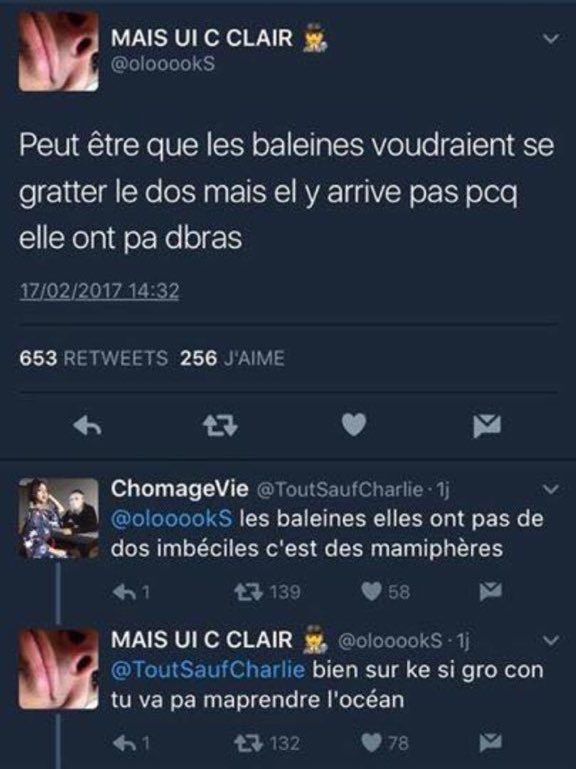 MAIS UI C CLAIR
@olooookS
Peut être que les baleines voudraient se
gratter le dos mais el y arrive pas pcq
elle ont pa dbras
17/02/2017 14:32
653 RETWEETS 256 J'AIME
ChomageVie @ToutSaufCharlie · 1j
@olooookS les baleines elles ont pas de
dos imbéciles c'est des mamiphères
1 139 58
MAIS UI C CLAIR @olooookS · 1j
@ToutSaufCharlie bien sur ke si gro con
tu va pa maprendre l'océan
1 132 78